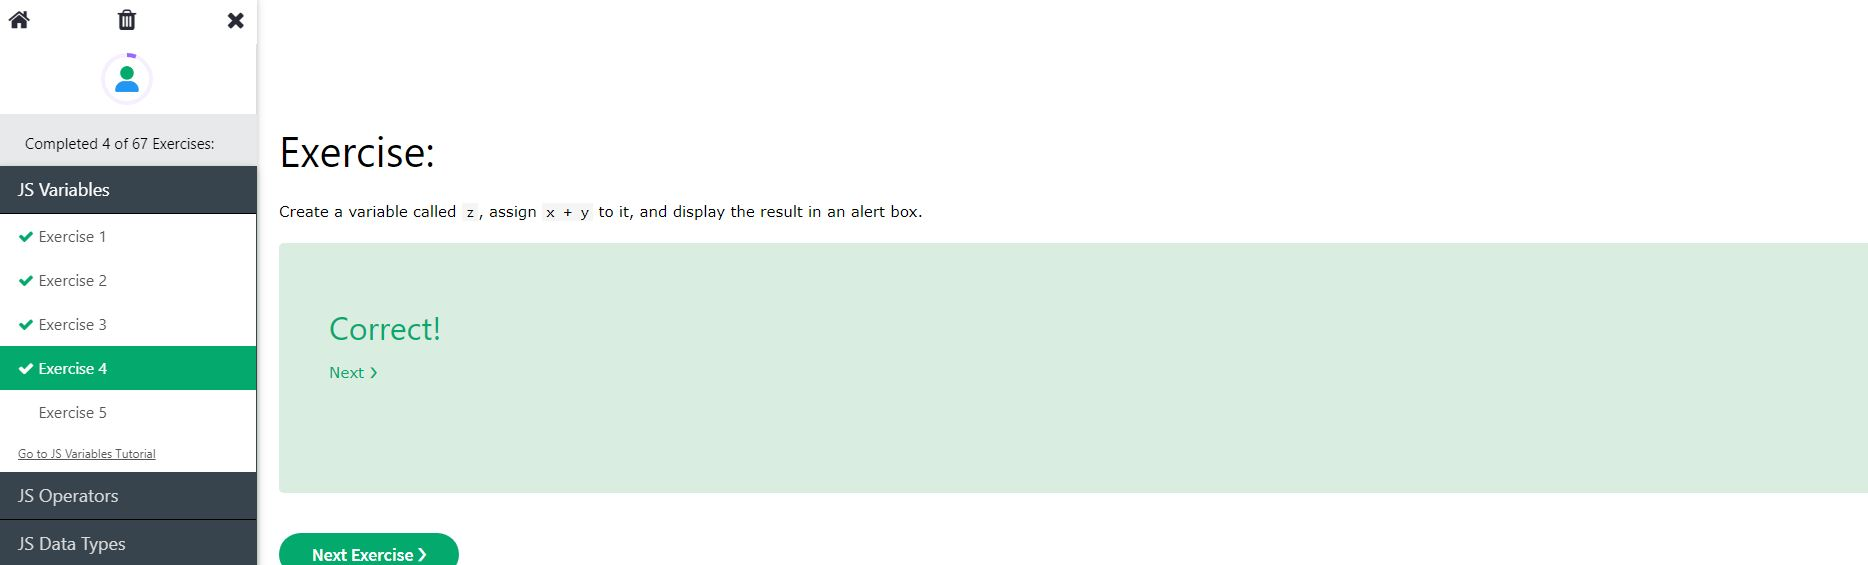 Completed 4 of 67 Exercises:
JS Variables
Exercise 1
Exercise 2
Exercise 3
Exercise 4
Exercise 5
Go to JS Variables Tutorial
JS Operators
JS Data Types
Exercise:
Create a variable called z, assign x + y to it, and display the result in an alert box.
Correct!
Next ❯
Next Exercise ❯